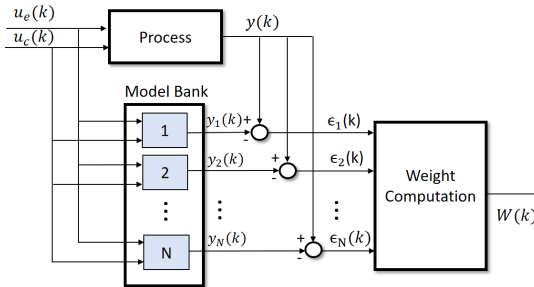 u_e(k)
u_c(k)
Process
y(k)
Model Bank
1
y_1(k)
+
-
ϵ_1(k)
2
y_2(k)
+
-
ϵ_2(k)
Weight
Computation
W(k)
⋮ ⋮ ⋮ ⋮
N
y_N(k)
+
-
ϵ_N(k)